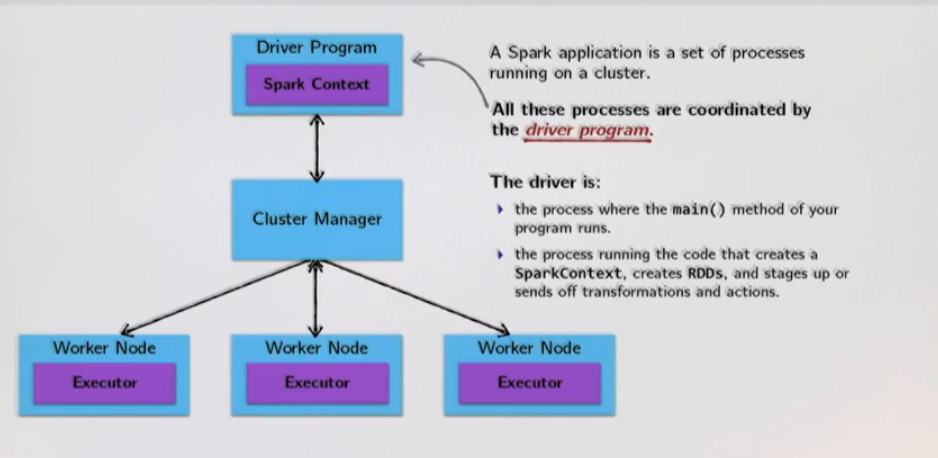 Driver Program
Spark Context
A Spark application is a set of processes
running on a cluster.
All these processes are coordinated by
the driver program.
The driver is:
the process where the main() method of your
program runs.
the process running the code that creates a
SparkContext, creates RDDs, and stages up or
sends off transformations and actions.
Cluster Manager
Worker Node
Executor
Worker Node
Executor
Worker Node
Executor